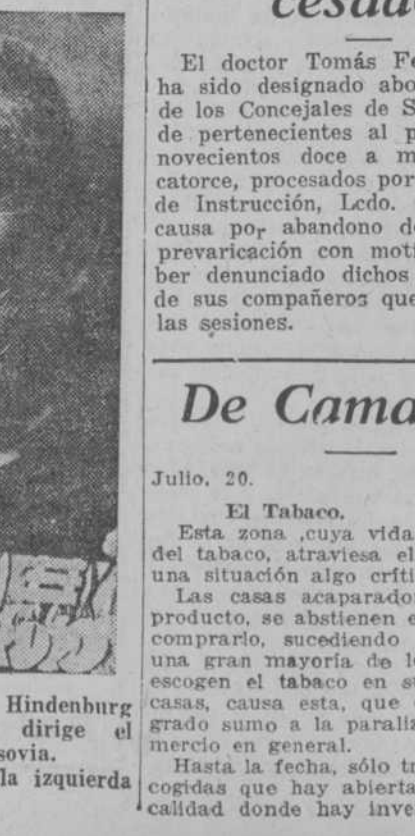 Hindenburg
dirige el
sovia.
la izquierda
cesad
El doctor Tomás Fe
ha sido designado abo
de los Concejales de S
de pertenecientes al p
novecientos doce a m
catorce, procesados por
de Instrucción, Lcdo.
causa por abandono d
prevaricación con moti
ber denunciado dichos
de sus compañeros que
las sesiones.
De Cama
Julio, 20.
El Tabaco.
Esta zona ,cuya vida
del tabaco, atraviesa el
una situación algo críti
Las casas acaparado
producto, se abstienen e
comprarlo, sucediendo
una gran mayoría de l
escogen el tabaco en s
casas, causa esta, que
grado sumo a la paraliz
mercio en general.
Hasta la fecha, sólo tr
cogidas que hay abierta
calidad donde hay inve